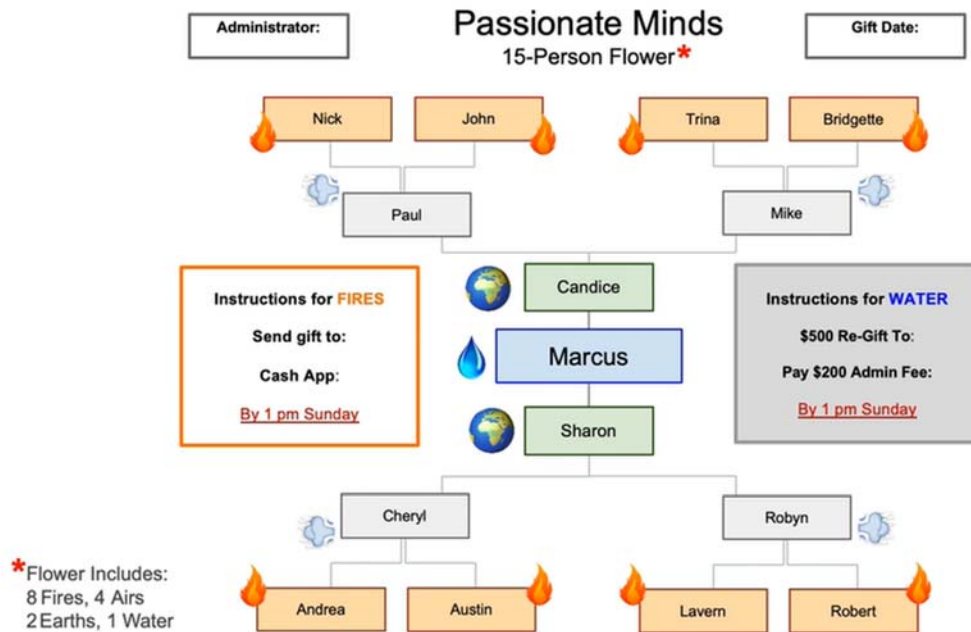 Administrator:
Passionate Minds
Gift Date:
15-Person Flower*
Nick
John
Trina
Bridgette
Paul
Mike
Candice
Instructions for FIRES
Send gift to:
Cash App:
By 1 pm Sunday
Marcus
Instructions for WATER
$500 Re-Gift To:
Pay $200 Admin Fee:
By 1 pm Sunday
Sharon
Cheryl
Robyn
*Flower Includes:
8 Fires, 4 Airs
2 Earths, 1 Water
Andrea
Austin
Lavern
Robert